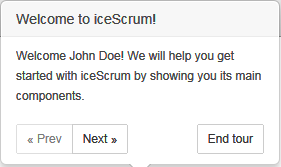 Welcome to iceScrum!
Welcome John Doe! We will help you get
started with iceScrum by showing you its main
components.
« Prev Next » End tour